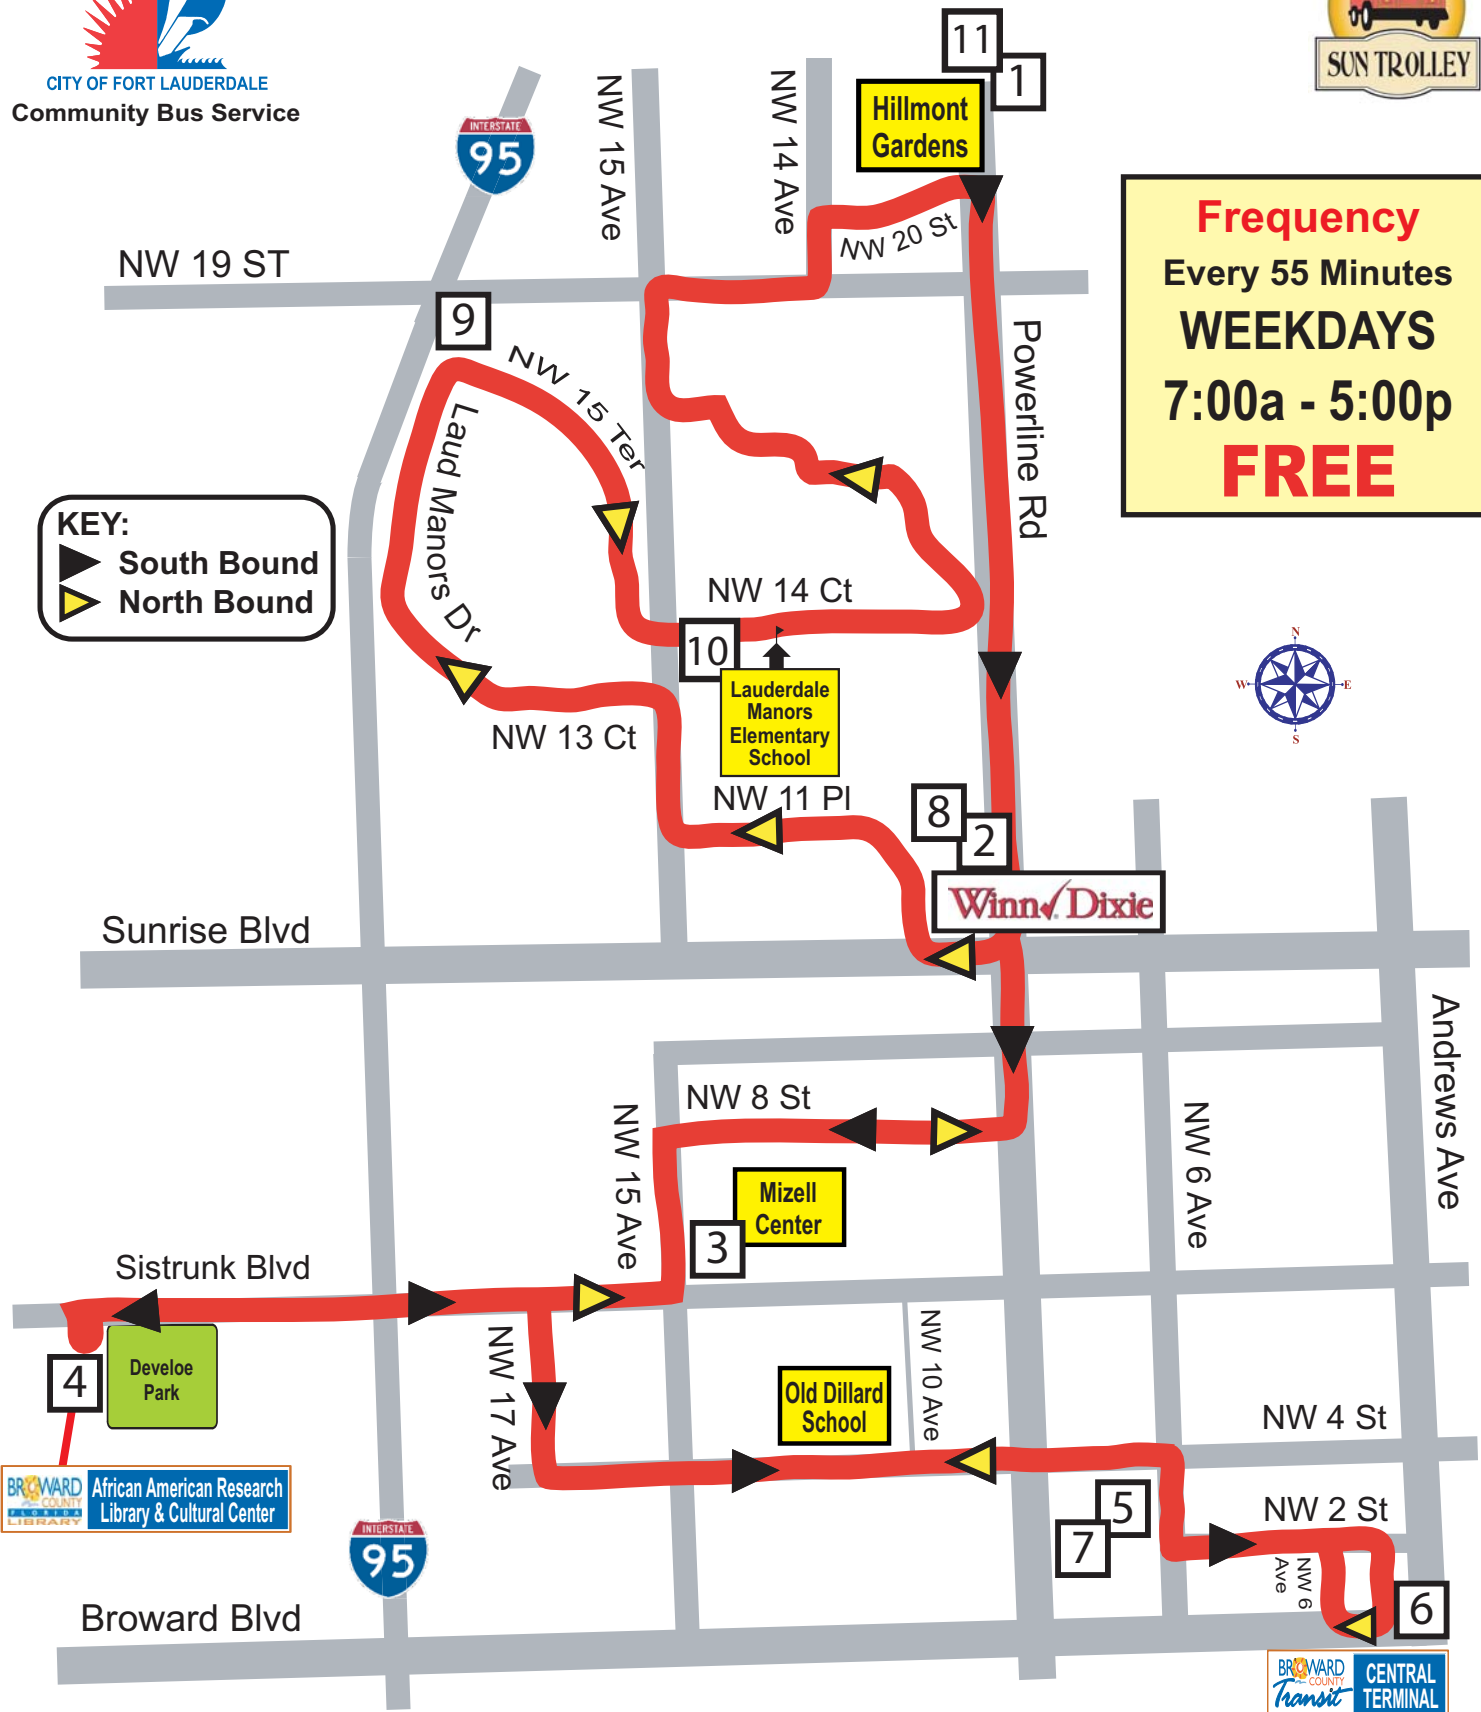 CITY OF FORT LAUDERDALE
Community Bus Service
11
1
SUN TROLLEY
Hillmont
Gardens
INTERSTATE
95
NW 15 Ave
NW 14 Ave
NW 20 St
NW 19 ST
Frequency
Every 55 Minutes
WEEKDAYS
7:00a - 5:00p
FREE
9
NW 15 Ter
Laud Manors Dr
Powerline Rd
KEY:
South Bound
North Bound
NW 14 Ct
10
Lauderdale
Manors
Elementary
School
N
W
E
S
NW 13 Ct
NW 11 Pl
8
2
Winn Dixie
Sunrise Blvd
Andrews Ave
NW 8 St
NW 15 Ave
NW 6 Ave
Mizell
Center
3
Sistrunk Blvd
4
Develoe
Park
NW 17 Ave
NW 10 Ave
Old Dillard
School
NW 4 St
BROWARD
COUNTY
FLORIDA
LIBRARY
African American Research
Library & Cultural Center
5
7
NW 2 St
INTERSTATE
95
NW 6
Ave
6
Broward Blvd
BROWARD
COUNTY
Transit
CENTRAL
TERMINAL